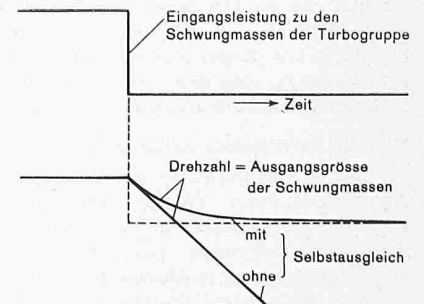 Eingangsleistung zu den
Schwungmassen der Turbogruppe
Zeit
Drehzahl = Ausgangsgrösse
der Schwungmassen
mit
Selbstausgleich
ohne